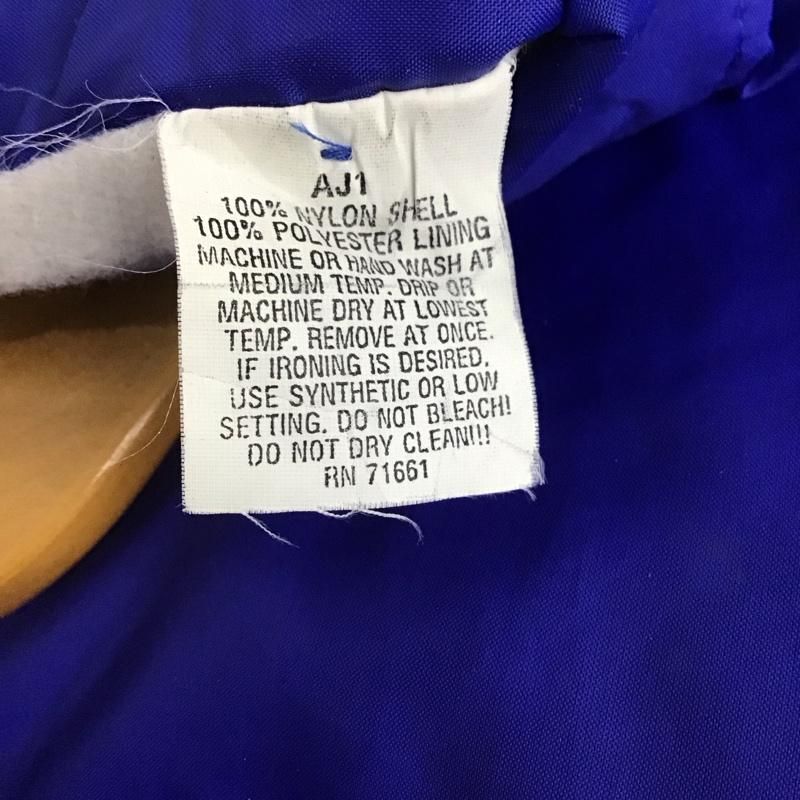 AJ1
100% NYLON SHELL
100% POLYESTER LINING
MACHINE OR HAND WASH AT
MEDIUM TEMP. DRIP OR
MACHINE DRY AT LOWEST
TEMP. REMOVE AT ONCE.
IF IRONING IS DESIRED,
USE SYNTHETIC OR LOW
SETTING. DO NOT BLEACH!
DO NOT DRY CLEAN!!!
RN 71661